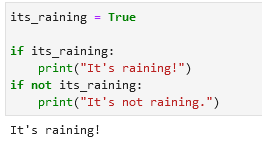 its_raining = True
if its_raining:
    print("It's raining!")
if not its_raining:
    print("It's not raining.")
It's raining!